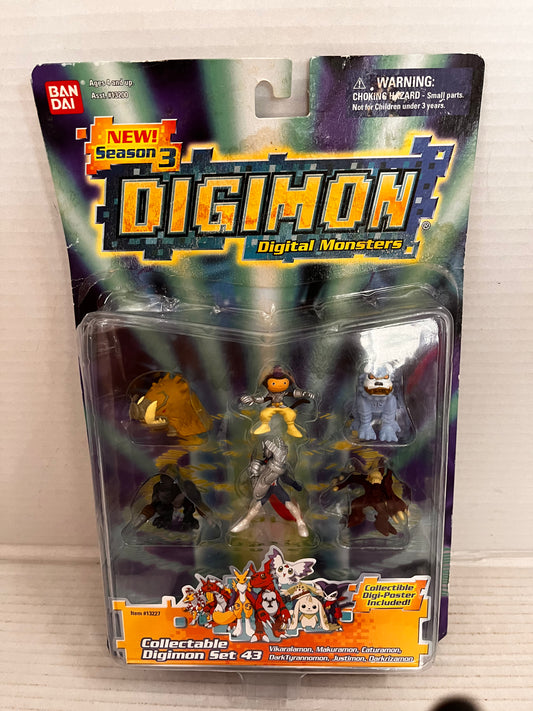 BAN
DAI
®
Ages 4 and up
Asst. #13200
WARNING:
CHOKING HAZARD - Small parts.
Not for Children under 3 years.
NEW!
Season 3
DIGIMON
®
Digital Monsters
Collectible
Digi-Poster
Included!
Item #13227
Collectable
Digimon Set 43
Vikaralamon, Makuramon, Caturamon,
DarkTyrannomon, Justimon, Darkrizamon